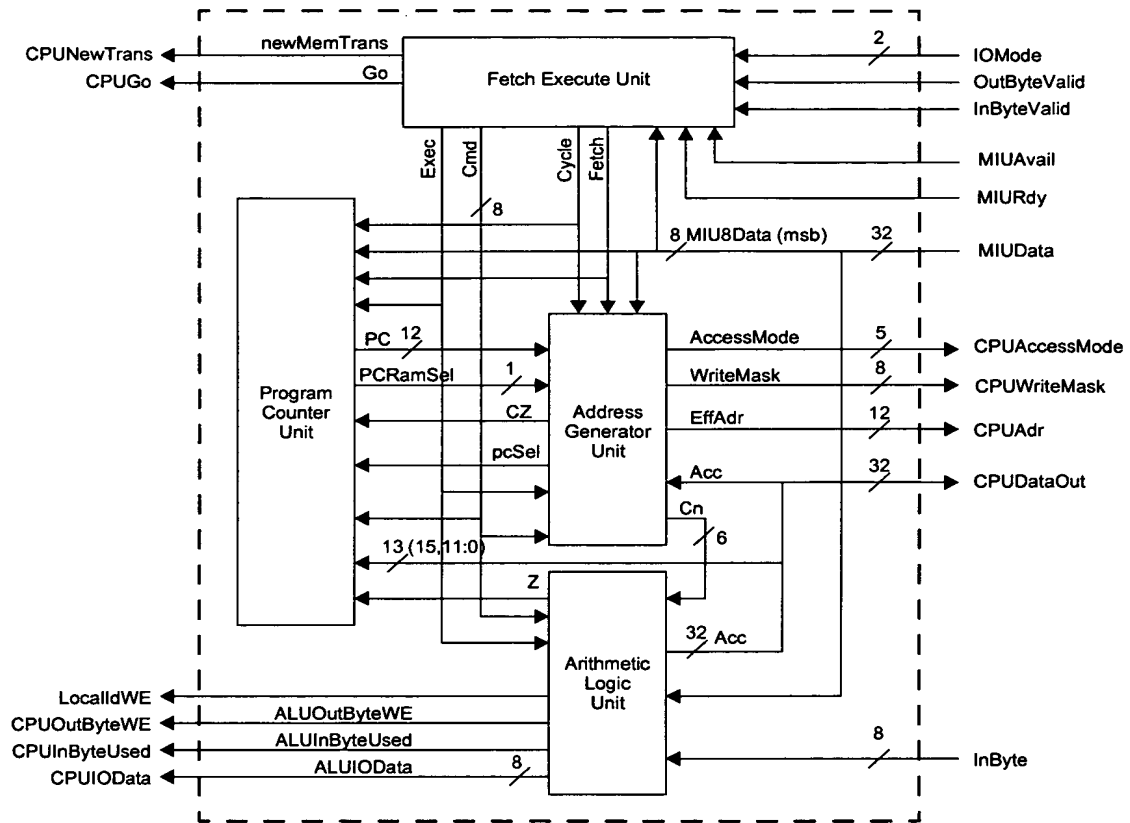 newMemTrans
CPUNewTrans
Go
CPUGo
Fetch Execute Unit
2
IOMode
OutByteValid
InByteValid
MIUAvail
MIURdy
Exec
Cmd
Cycle
Fetch
8
8 MIU8Data (msb)
32
MIUData
PC
12
PCRamSel
1
CZ
pcSel
Program
Counter
Unit
Address
Generator
Unit
AccessMode
5
CPUAccessMode
WriteMask
8
CPUWriteMask
EffAdr
12
CPUAdr
Acc
32
CPUDataOut
Cn
6
13 (15,11:0)
Z
32 Acc
Arithmetic
Logic
Unit
LocalIdWE
ALUOutByteWE
CPUOutByteWE
ALUInByteUsed
CPUInByteUsed
ALUIOData
8
CPUIOData
8
InByte